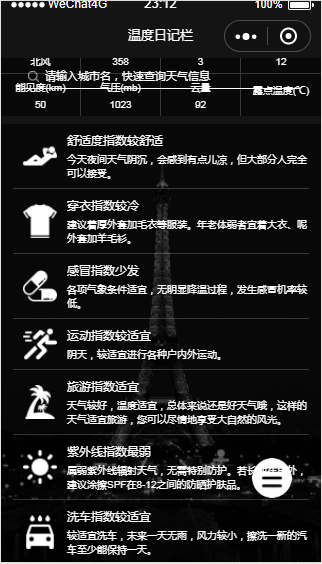 WeChat4G 23:12 100%
温度日记栏
北风 358 3 12
请输入城市名，快速查询天气信息
能见度(km) 气压(mb) 云量 露点温度(℃)
50 1023 92
舒适度指数较舒适
今天夜间天气阴沉，会感到有点儿凉，但大部分人完全
可以接受。
穿衣指数较冷
建议着厚外套加毛衣等服装。年老体弱者宜着大衣、呢
外套加羊毛衫。
感冒指数少发
各项气象条件适宜，无明显降温过程，发生感冒机率较
低。
运动指数较适宜
阴天，较适宜进行各种户内外运动。
旅游指数适宜
天气较好，温度适宜，总体来说还是好天气哦，这样的
天气适宜旅游，您可以尽情地享受大自然的风光。
紫外线指数最弱
属弱紫外线辐射天气，无需特别防护。若长外，
建议涂擦SPF在8-12之间的防晒护肤品。
洗车指数较适宜
较适宜洗车，未来一天无雨，风力较小，擦洗一新的汽
车至少能保持一天。